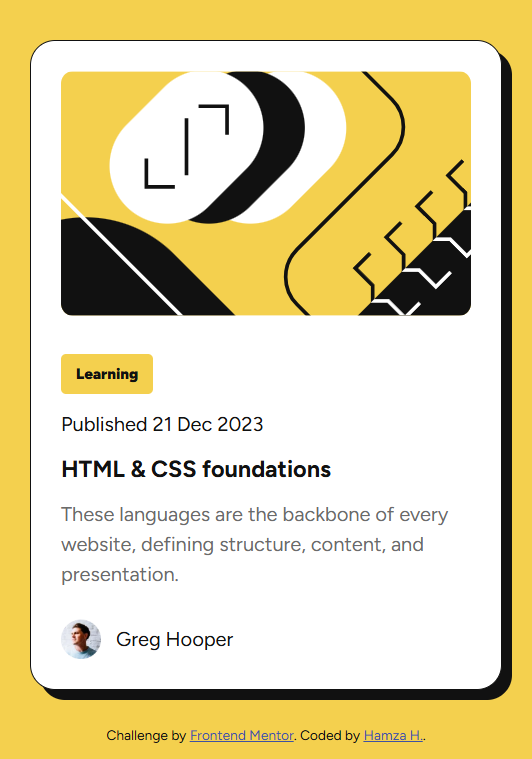 Learning
Published 21 Dec 2023
HTML & CSS foundations
These languages are the backbone of every
website, defining structure, content, and
presentation.
Greg Hooper
Challenge by Frontend Mentor. Coded by Hamza H..